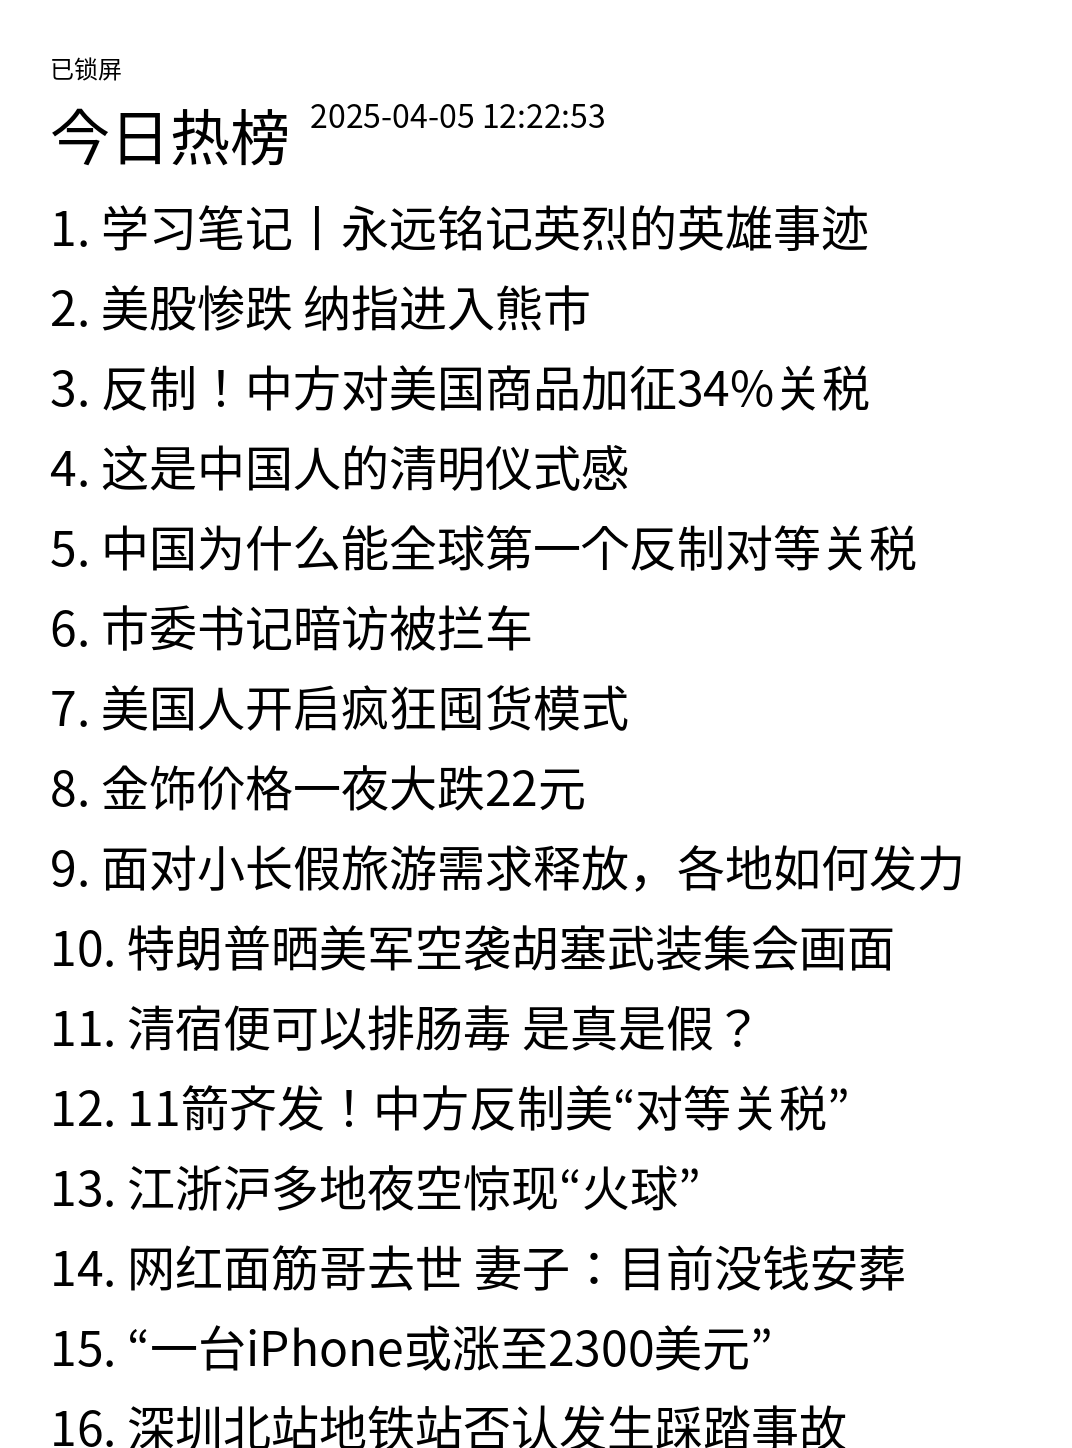 已锁屏
今日热榜 2025-04-05 12:22:53
1. 学习笔记丨永远铭记英烈的英雄事迹
2. 美股惨跌 纳指进入熊市
3. 反制！中方对美国商品加征34%关税
4. 这是中国人的清明仪式感
5. 中国为什么能全球第一个反制对等关税
6. 市委书记暗访被拦车
7. 美国人开启疯狂囤货模式
8. 金饰价格一夜大跌22元
9. 面对小长假旅游需求释放，各地如何发力
10. 特朗普晒美军空袭胡塞武装集会画面
11. 清宿便可以排肠毒 是真是假？
12. 11箭齐发！中方反制美“对等关税”
13. 江浙沪多地夜空惊现“火球”
14. 网红面筋哥去世 妻子：目前没钱安葬
15. “一台iPhone或涨至2300美元”
16. 深圳北站地铁站否认发生踩踏事故